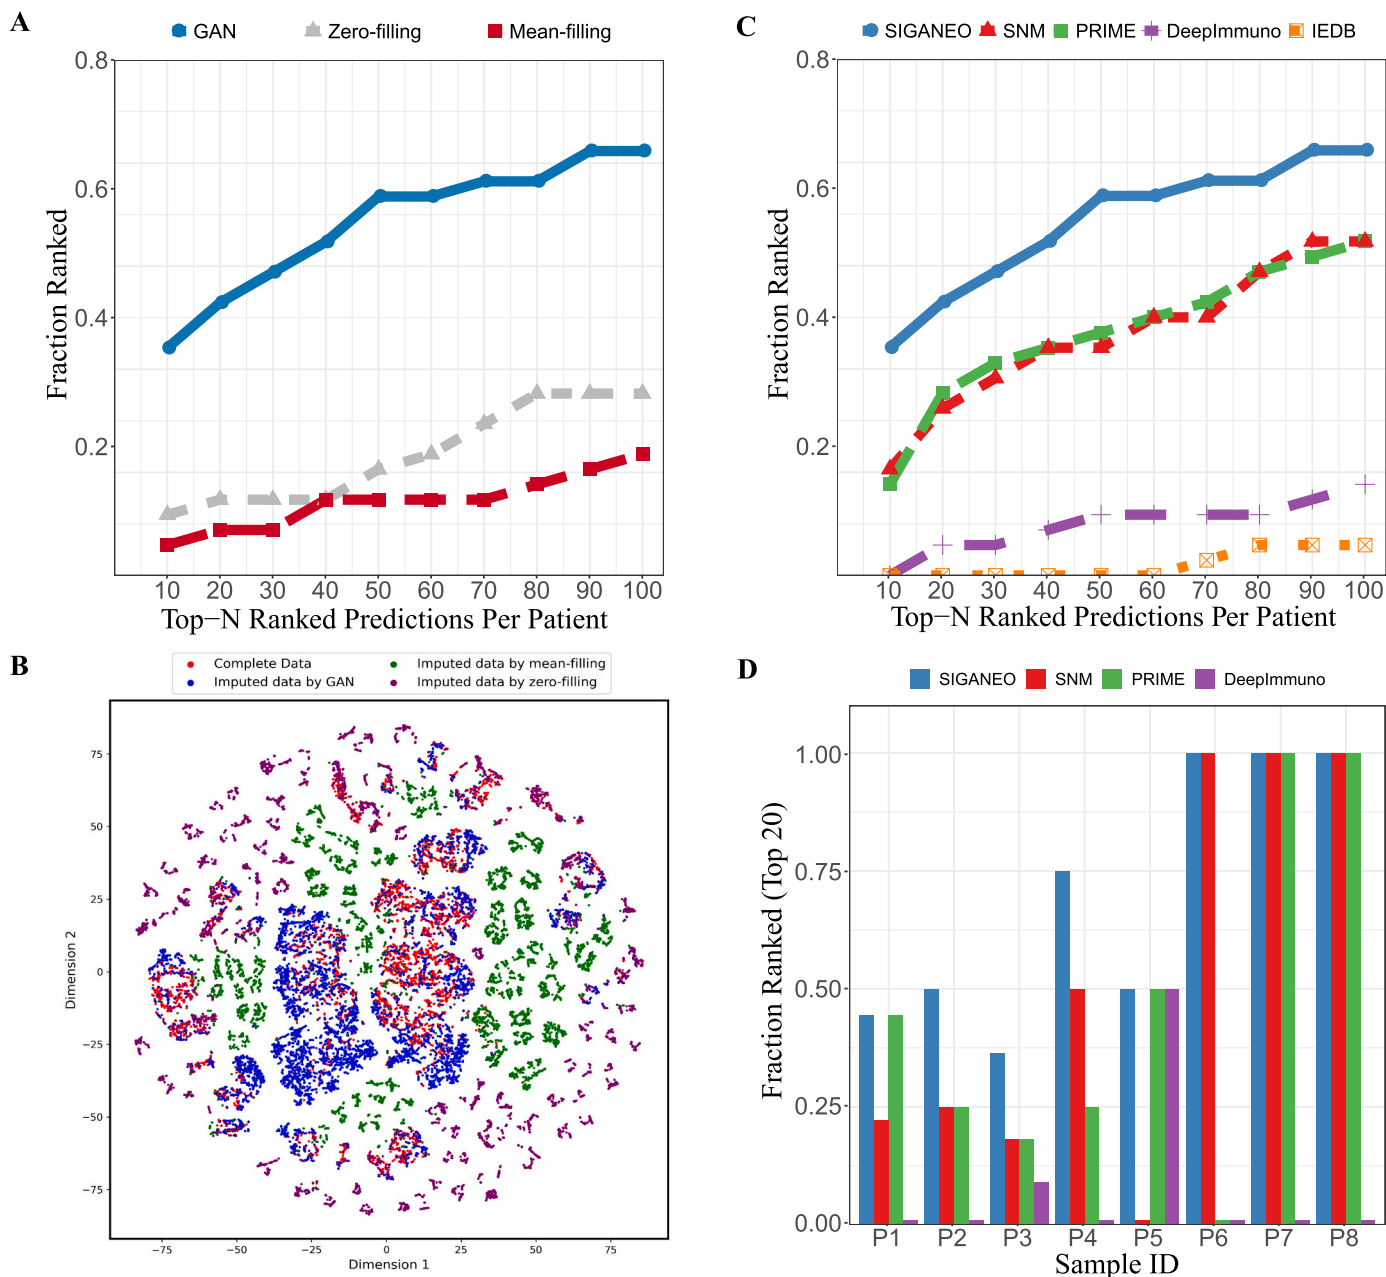 A
GAN Zero-filling Mean-filling
0.8
0.6
0.4
0.2
Fraction Ranked
10 20 30 40 50 60 70 80 90 100
Top−N Ranked Predictions Per Patient
C
SIGANEO SNM PRIME DeepImmuno IEDB
0.8
0.6
0.4
0.2
Fraction Ranked
10 20 30 40 50 60 70 80 90 100
Top−N Ranked Predictions Per Patient
B
Complete Data Imputed data by mean-filling
Imputed data by GAN Imputed data by zero-filling
75
50
25
0
−25
−50
−75
Dimension 2
−75 −50 −25 0 25 50 75
Dimension 1
D
SIGANEO SNM PRIME DeepImmuno
1.00
0.75
0.50
0.25
0.00
Fraction Ranked (Top 20)
P1 P2 P3 P4 P5 P6 P7 P8
Sample ID